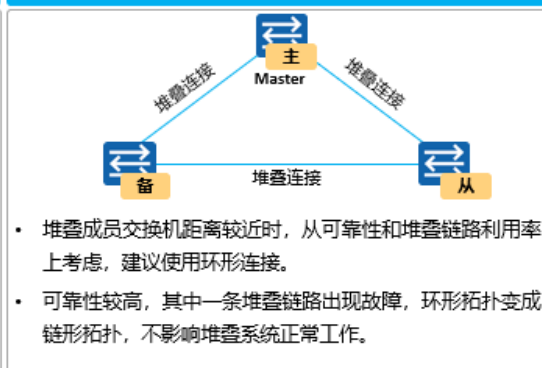 主
Master
堆叠连接
堆叠连接
备
堆叠连接
从
• 堆叠成员交换机距离较近时，从可靠性和堆叠链路利用率
上考虑，建议使用环形连接。
• 可靠性较高，其中一条堆叠链路出现故障，环形拓扑变成
链形拓扑，不影响堆叠系统正常工作。